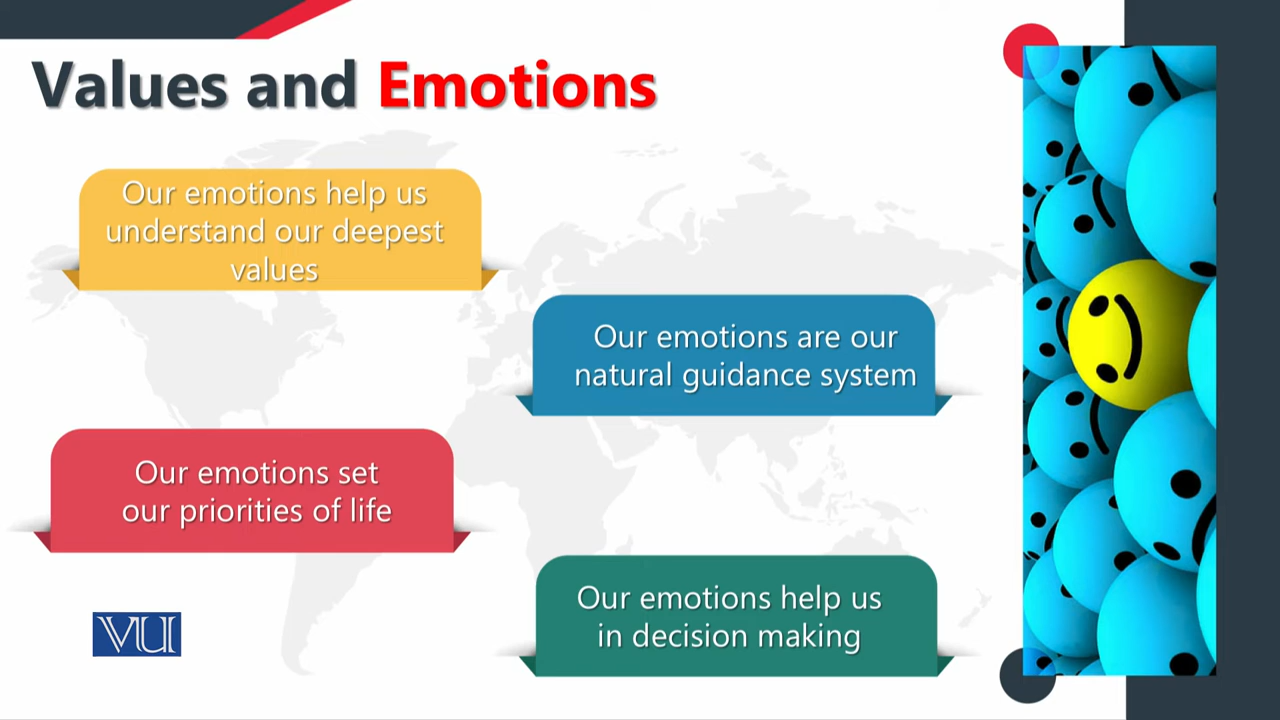 Values and Emotions
Our emotions help us
understand our deepest
values
Our emotions are our
natural guidance system
Our emotions set
our priorities of life
Our emotions help us
in decision making
VU